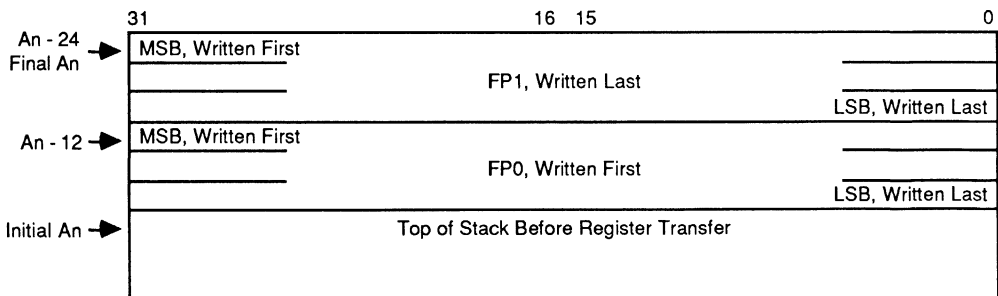 31 16 15 0
An - 24
Final An
MSB, Written First
FP1, Written Last
LSB, Written Last
An - 12
MSB, Written First
FP0, Written First
LSB, Written Last
Initial An
Top of Stack Before Register Transfer